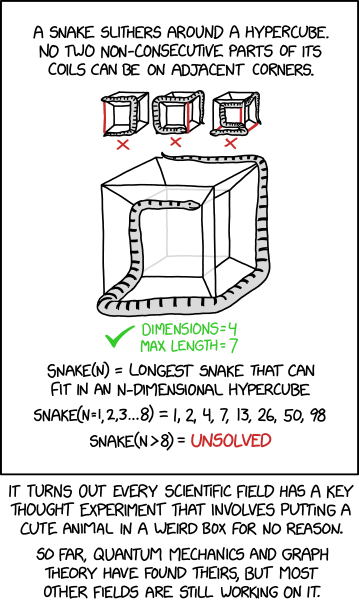 A SNAKE SLITHERS AROUND A HYPERCUBE.
NO TWO NON-CONSECUTIVE PARTS OF ITS
COILS CAN BE ON ADJACENT CORNERS.
DIMENSIONS=4
MAX LENGTH=7
SNAKE(N) = LONGEST SNAKE THAT CAN
FIT IN AN N-DIMENSIONAL HYPERCUBE
SNAKE(N=1,2,3...8) = 1, 2, 4, 7, 13, 26, 50, 98
SNAKE(N>8) = UNSOLVED
IT TURNS OUT EVERY SCIENTIFIC FIELD HAS A KEY
THOUGHT EXPERIMENT THAT INVOLVES PUTTING A
CUTE ANIMAL IN A WEIRD BOX FOR NO REASON.
SO FAR, QUANTUM MECHANICS AND GRAPH
THEORY HAVE FOUND THEIRS, BUT MOST
OTHER FIELDS ARE STILL WORKING ON IT.